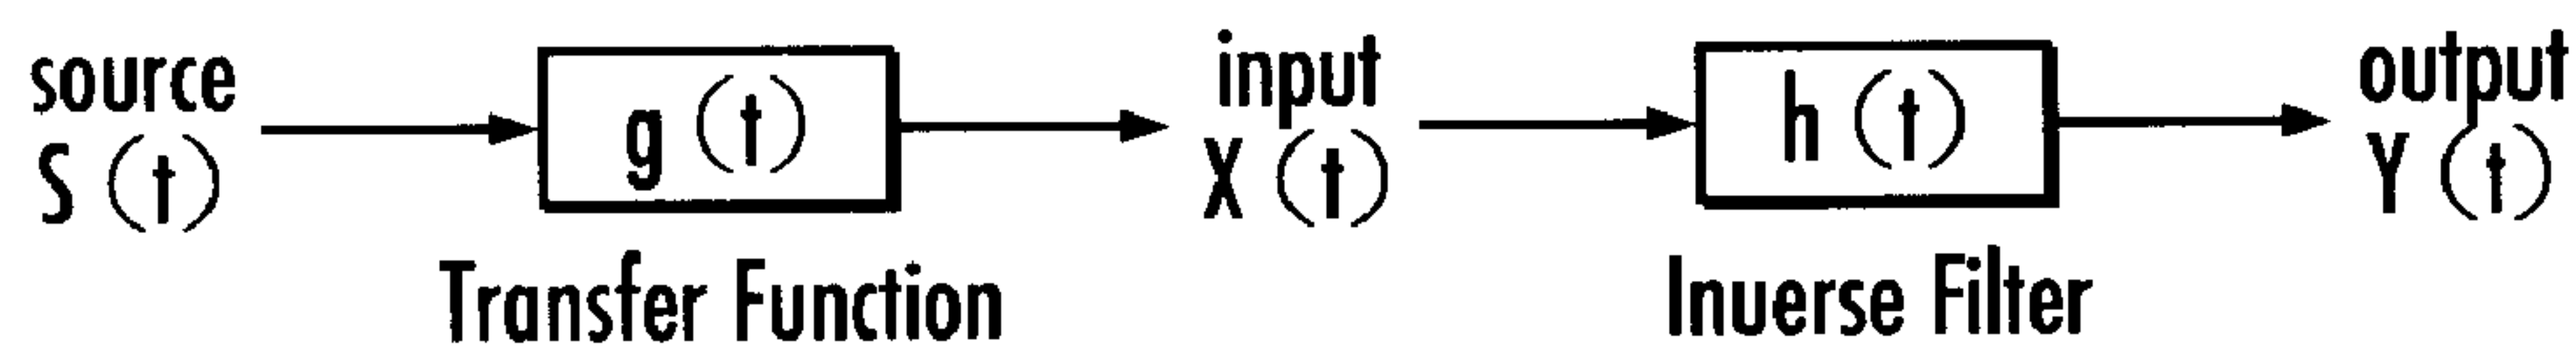 source
S (t)
g (t)
Transfer Function
input
X (t)
h (t)
Inuerse Filter
output
Y (t)